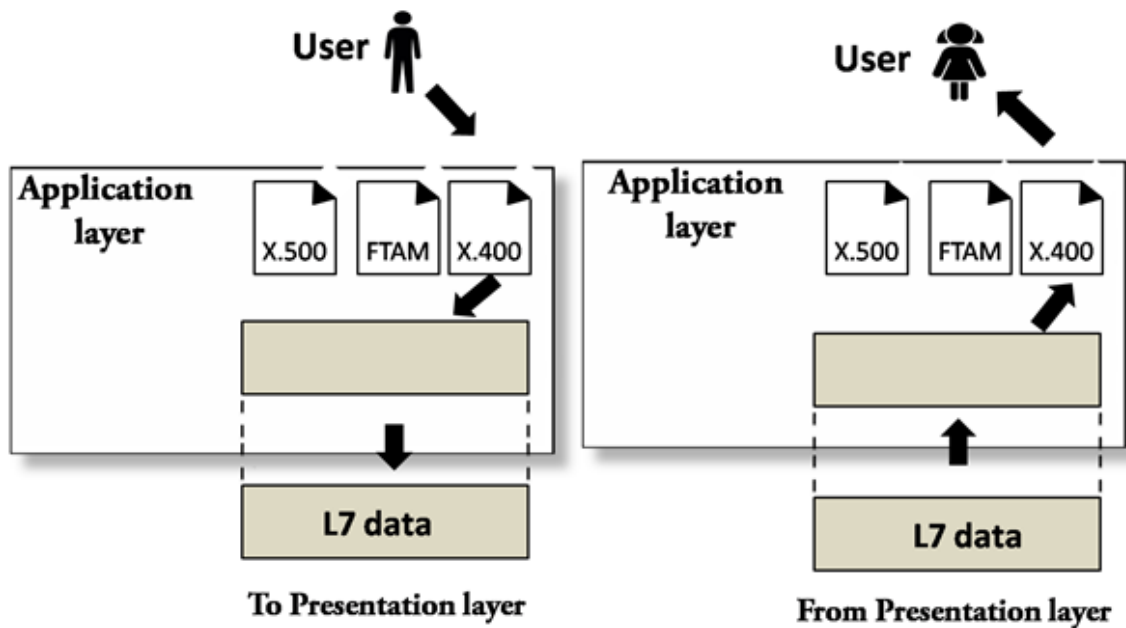 User
Application
layer
X.500 FTAM X.400
L7 data
To Presentation layer
User
Application
layer
X.500 FTAM X.400
L7 data
From Presentation layer